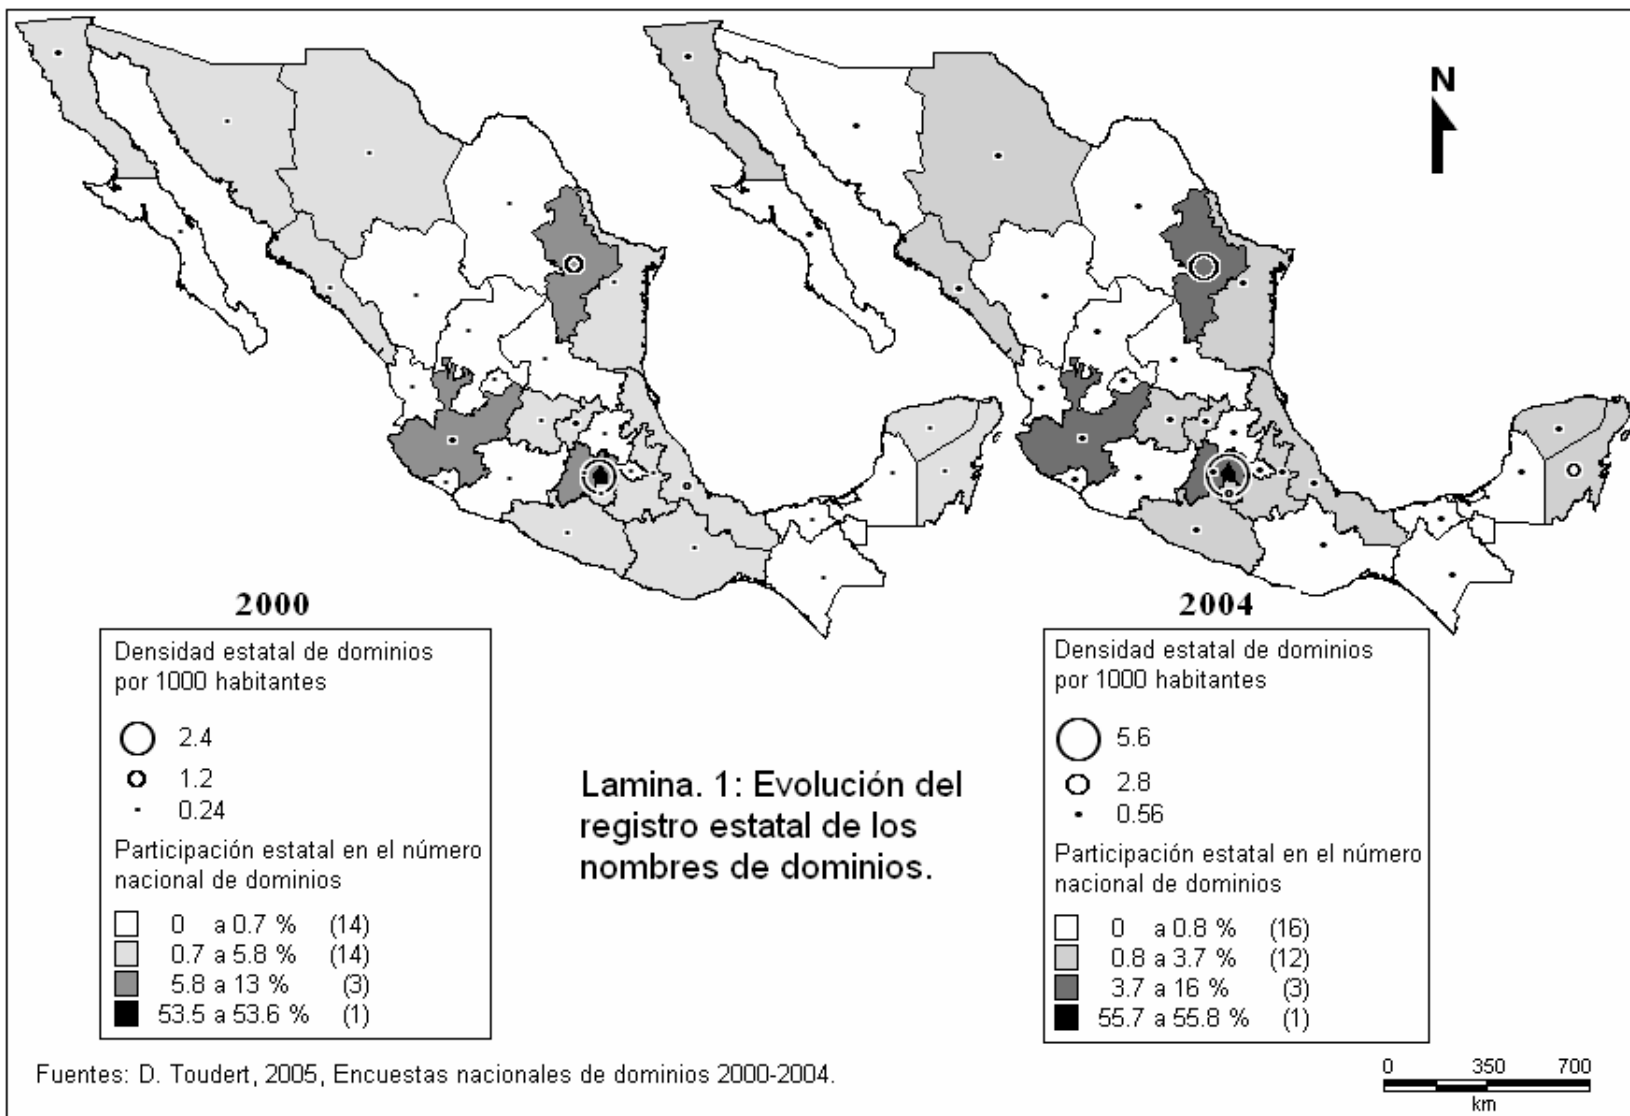 N
2000
Densidad estatal de dominios
por 1000 habitantes
2.4
1.2
0.24
Participación estatal en el número
nacional de dominios
0 a 0.7 % (14)
0.7 a 5.8 % (14)
5.8 a 13 % (3)
53.5 a 53.6 % (1)
Lamina. 1: Evolución del
registro estatal de los
nombres de dominios.
2004
Densidad estatal de dominios
por 1000 habitantes
5.6
2.8
0.56
Participación estatal en el número
nacional de dominios
0 a 0.8 % (16)
0.8 a 3.7 % (12)
3.7 a 16 % (3)
55.7 a 55.8 % (1)
Fuentes: D. Toudert, 2005, Encuestas nacionales de dominios 2000-2004.
0 350 700
km